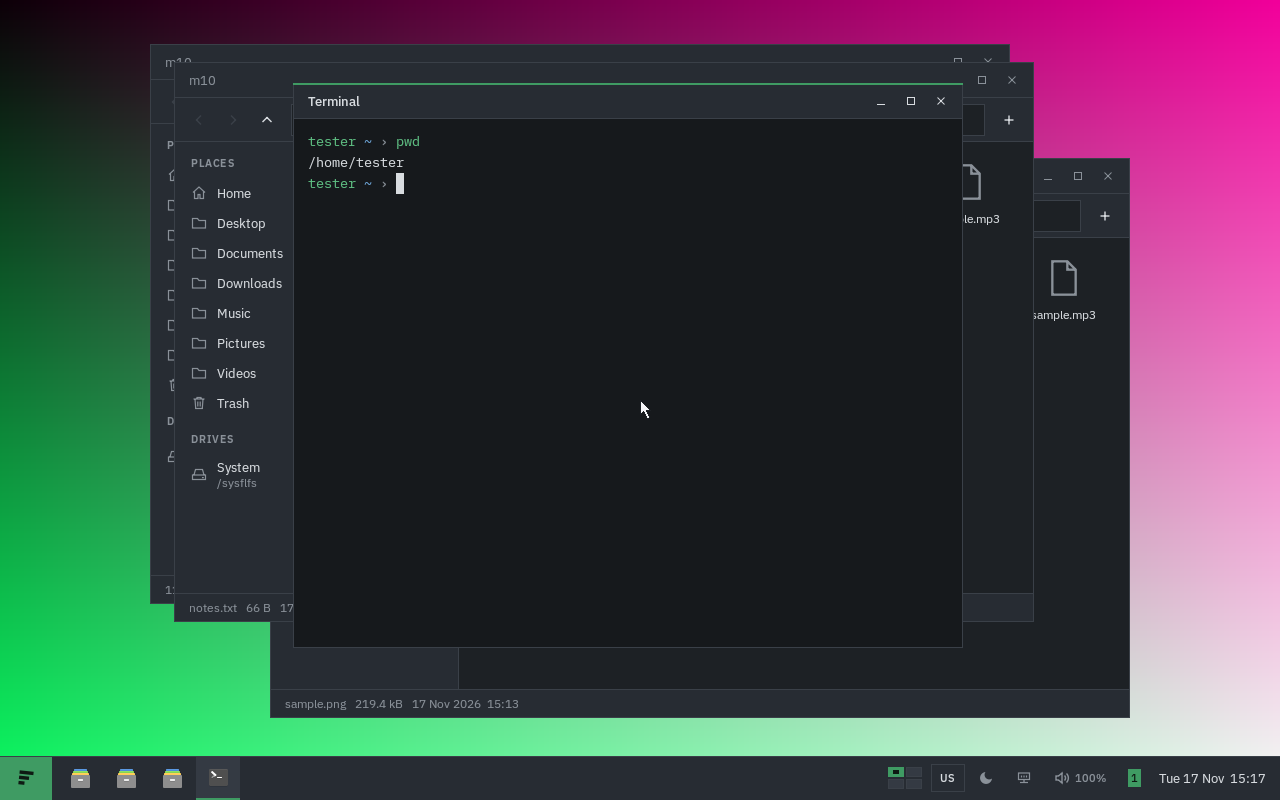 m10
m10
Terminal
tester ~ › pwd
/home/tester
tester ~ ›
PLACES
Home
Desktop
Documents
Downloads
Music
Pictures
Videos
Trash
DRIVES
System
/sysflfs
sample.mp3
notes.txt 66 B 17
sample.png 219.4 kB 17 Nov 2026 15:13
US
100%
1
Tue 17 Nov 15:17